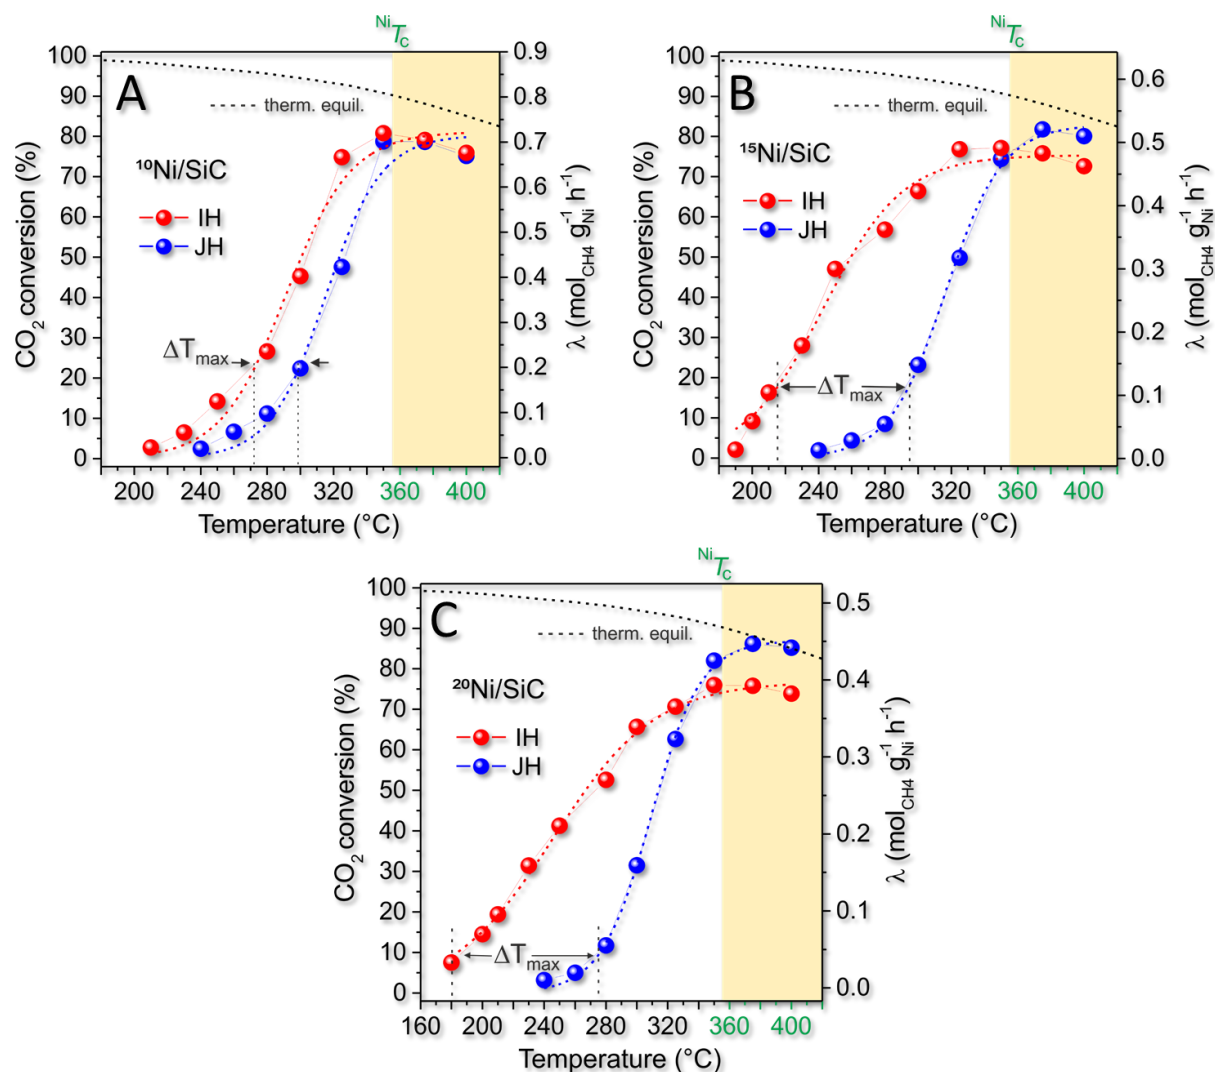 NiTC
A
therm. equil.
¹⁰Ni/SiC
IH
JH
ΔTmax
CO2 conversion (%)
100
90
80
70
60
50
40
30
20
10
0
0.9
0.8
0.7
0.6
0.5
0.4
0.3
0.2
0.1
0.0
λ (molCH4 gNi-1 h-1)
200 240 280 320 360 400
Temperature (°C)
NiTC
B
therm. equil.
¹⁵Ni/SiC
IH
JH
ΔTmax
CO2 conversion (%)
100
90
80
70
60
50
40
30
20
10
0
0.6
0.5
0.4
0.3
0.2
0.1
0.0
λ (molCH4 gNi-1 h-1)
200 240 280 320 360 400
Temperature (°C)
NiTC
C
therm. equil.
²⁰Ni/SiC
IH
JH
ΔTmax
CO2 conversion (%)
100
90
80
70
60
50
40
30
20
10
0
0.5
0.4
0.3
0.2
0.1
0.0
λ (molCH4 gNi-1 h-1)
160 200 240 280 320 360 400
Temperature (°C)